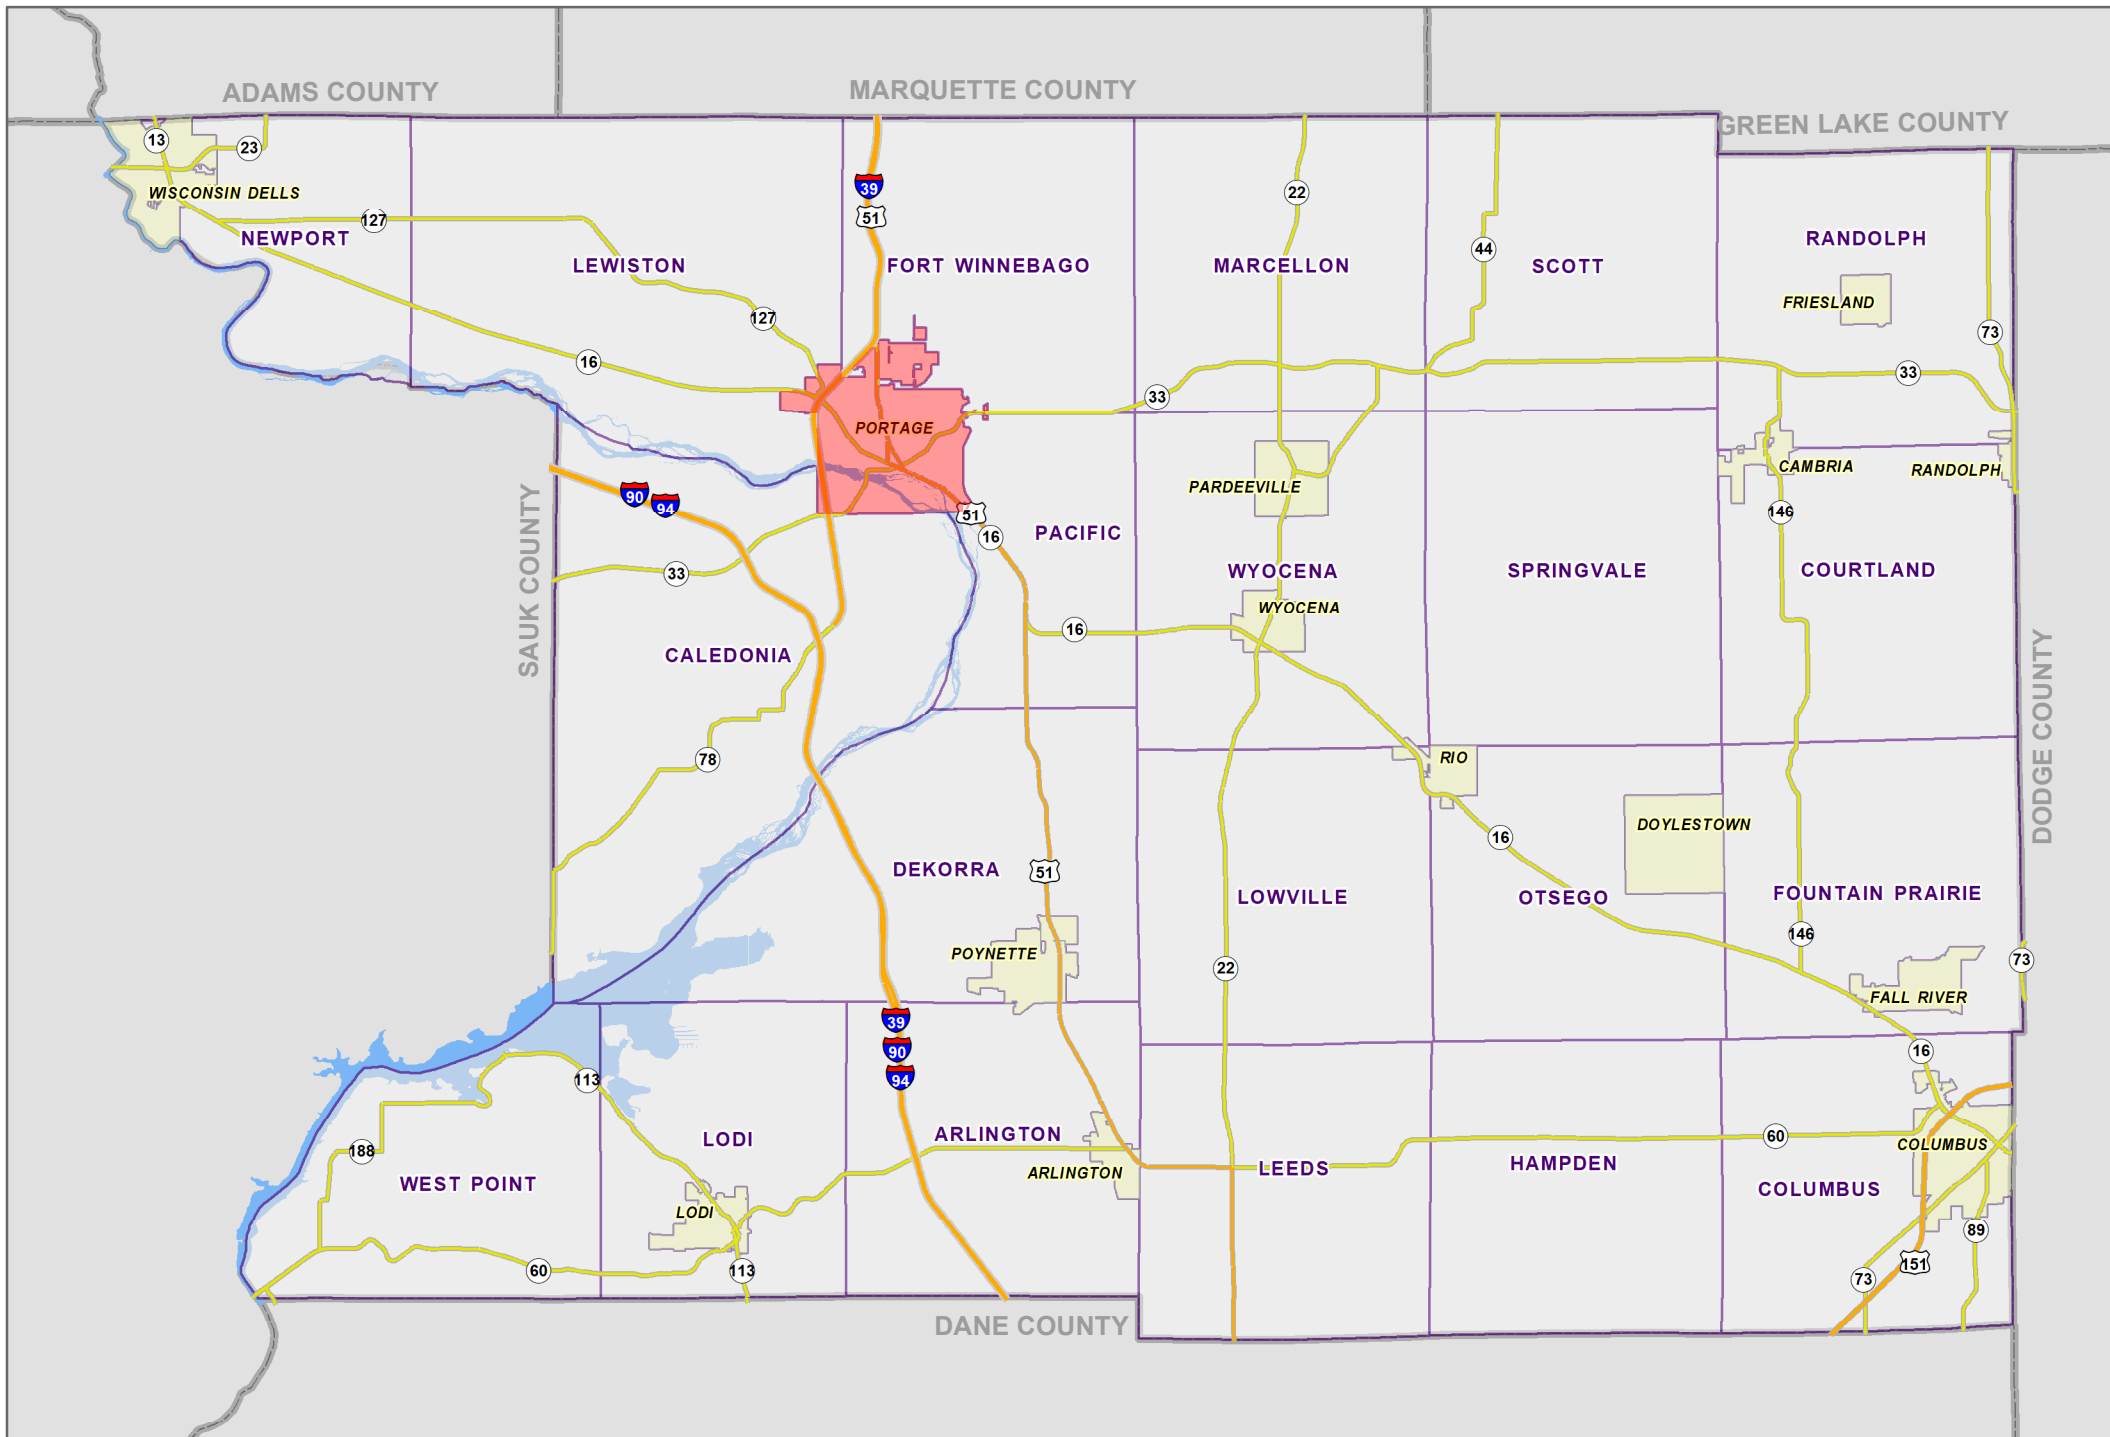 ADAMS COUNTY
MARQUETTE COUNTY
GREEN LAKE COUNTY
13
23
WISCONSIN DELLS
39
51
22
127
NEWPORT
LEWISTON
FORT WINNEBAGO
MARCELLON
44
SCOTT
RANDOLPH
FRIESLAND
127
73
16
33
33
PORTAGE
CAMBRIA
RANDOLPH
PARDEEVILLE
90
94
51
16
146
PACIFIC
SAUK COUNTY
33
WYOCENA
SPRINGVALE
COURTLAND
WYOCENA
16
CALEDONIA
78
RIO
DODGE COUNTY
DOYLESTOWN
16
DEKORRA
51
LOWVILLE
OTSEGO
FOUNTAIN PRAIRIE
146
POYNETTE
22
73
FALL RIVER
39
90
94
16
113
188
LODI
ARLINGTON
60
COLUMBUS
ARLINGTON
LEEDS
HAMPDEN
WEST POINT
COLUMBUS
LODI
89
60
113
151
73
DANE COUNTY